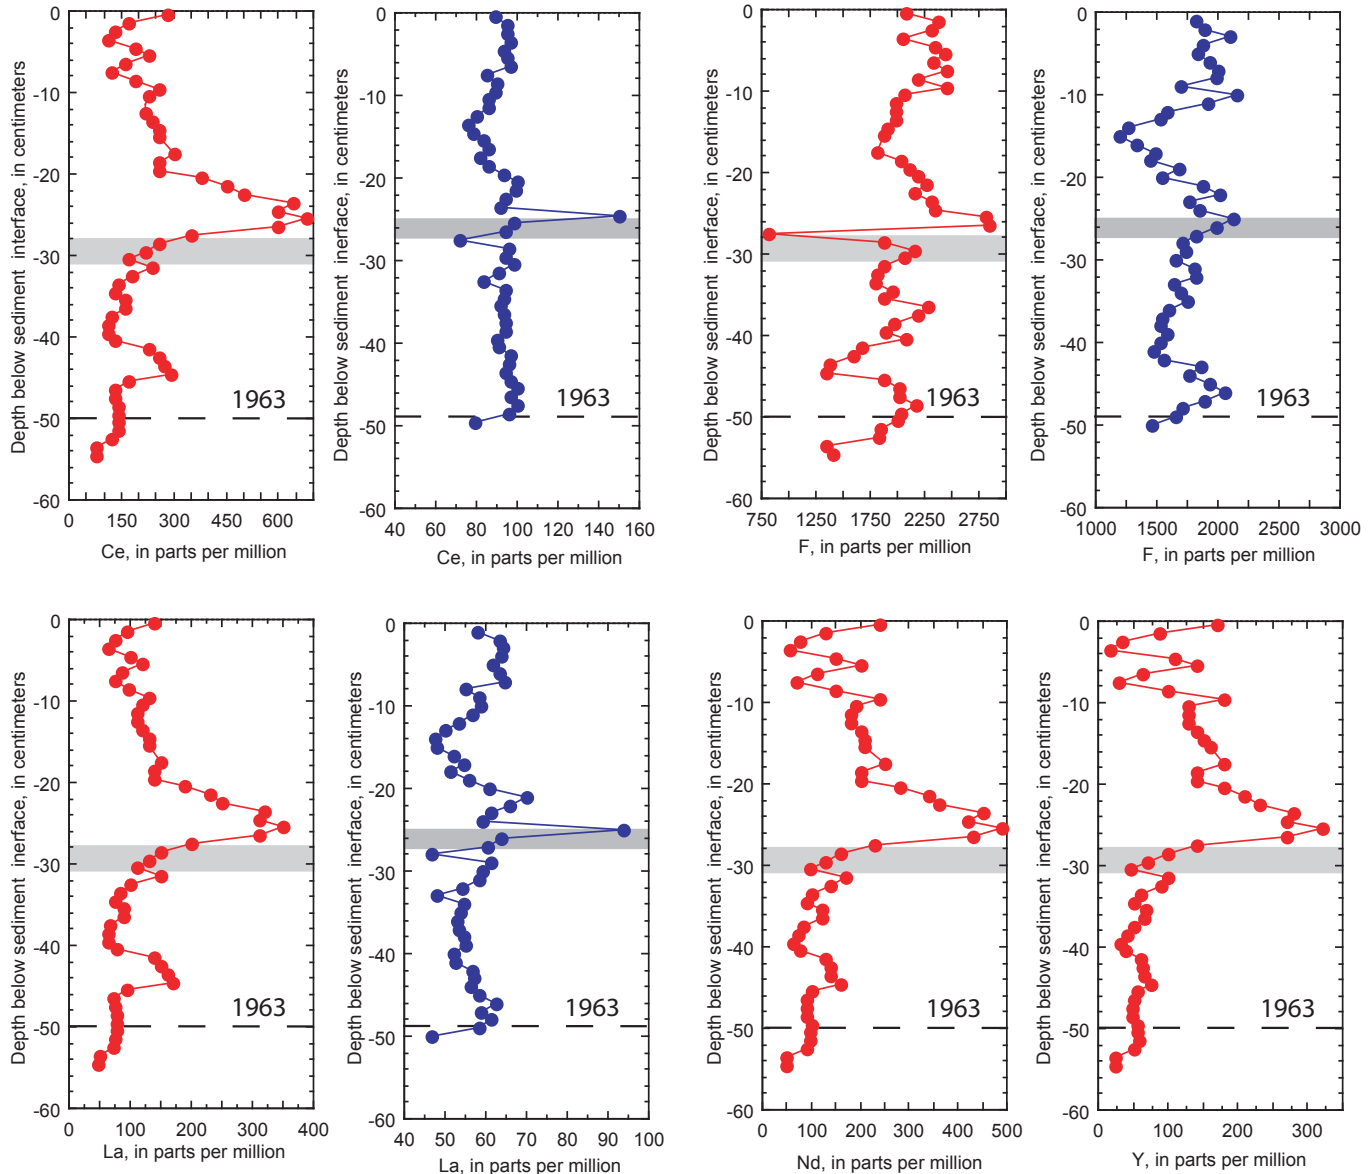 Depth below sediment interface, in centimeters
0
-10
-20
-30
-40
-50
-60
1963
0 150 300 450 600
Ce, in parts per million
Depth below sediment inerface, in centimeters
0
-10
-20
-30
-40
-50
-60
1963
40 60 80 100 120 140 160
Ce, in parts per million
Depth below sediment inerface, in centimeters
0
-10
-20
-30
-40
-50
-60
1963
750 1250 1750 2250 2750
F, in parts per million
Depth below sediment inerface, in centimeters
0
-10
-20
-30
-40
-50
-60
1963
1000 1500 2000 2500 3000
F, in parts per million
Depth below sediment inerface, in centimeters
0
-10
-20
-30
-40
-50
-60
1963
0 100 200 300 400
La, in parts per million
Depth below sediment inerface, in centimeters
0
-10
-20
-30
-40
-50
-60
1963
40 50 60 70 80 90 100
La, in parts per million
Depth below sediment inerface, in centimeters
0
-10
-20
-30
-40
-50
-60
1963
0 100 200 300 400 500
Nd, in parts per million
Depth below sediment inerface, in centimeters
0
-10
-20
-30
-40
-50
-60
1963
0 100 200 300
Y, in parts per million